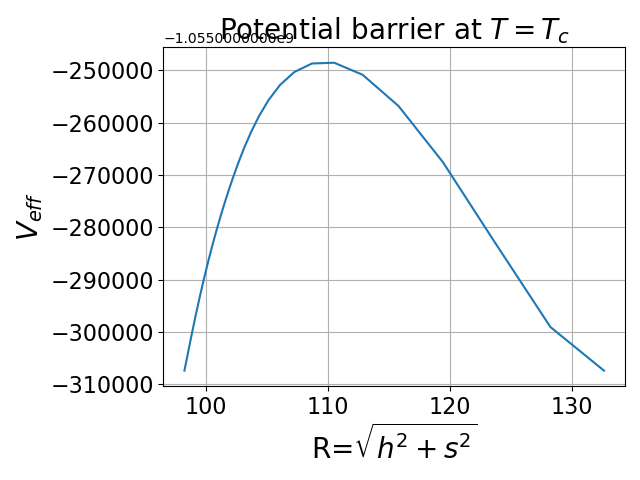 Potential barrier at T = T_c
−1.0550000000e9
−250000
−260000
−270000
−280000
−290000
−300000
−310000
V_eff
100 110 120 130
R=√h² + s²